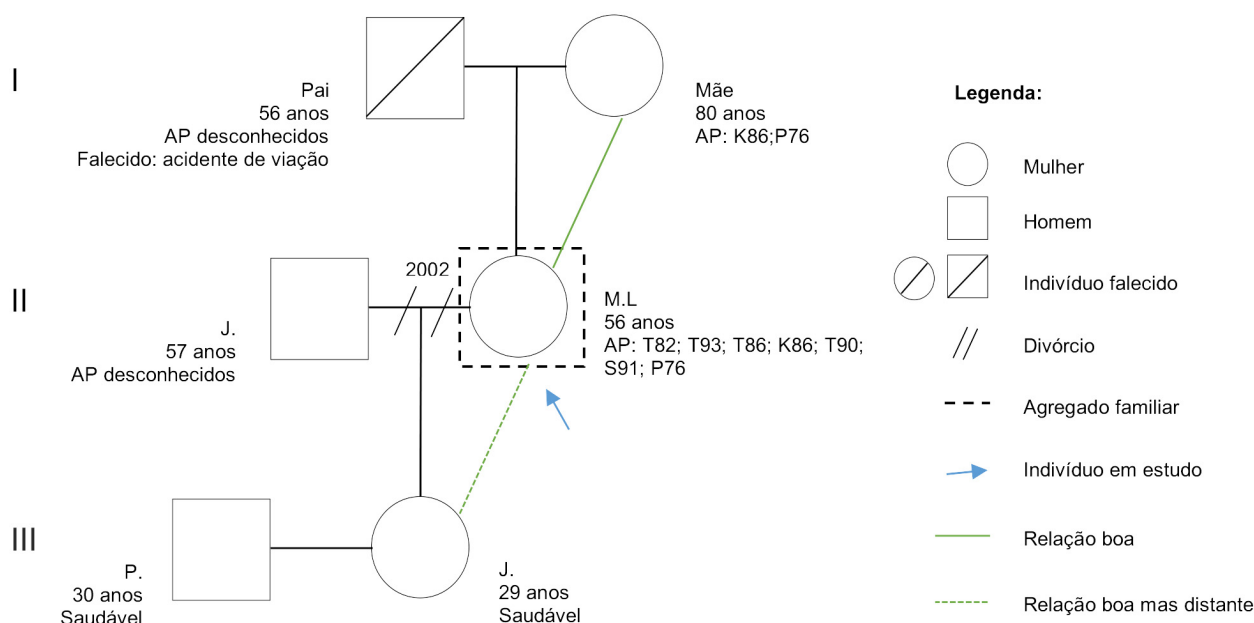 I
Pai
56 anos
AP desconhecidos
Falecido: acidente de viação
Mãe
80 anos
AP: K86;P76
II
2002
J.
57 anos
AP desconhecidos
M.L
56 anos
AP: T82; T93; T86; K86; T90;
S91; P76
III
P.
30 anos
Saudável
J.
29 anos
Saudável
Legenda:
Mulher
Homem
Indivíduo falecido
Divórcio
Agregado familiar
Indivíduo em estudo
Relação boa
Relação boa mas distante